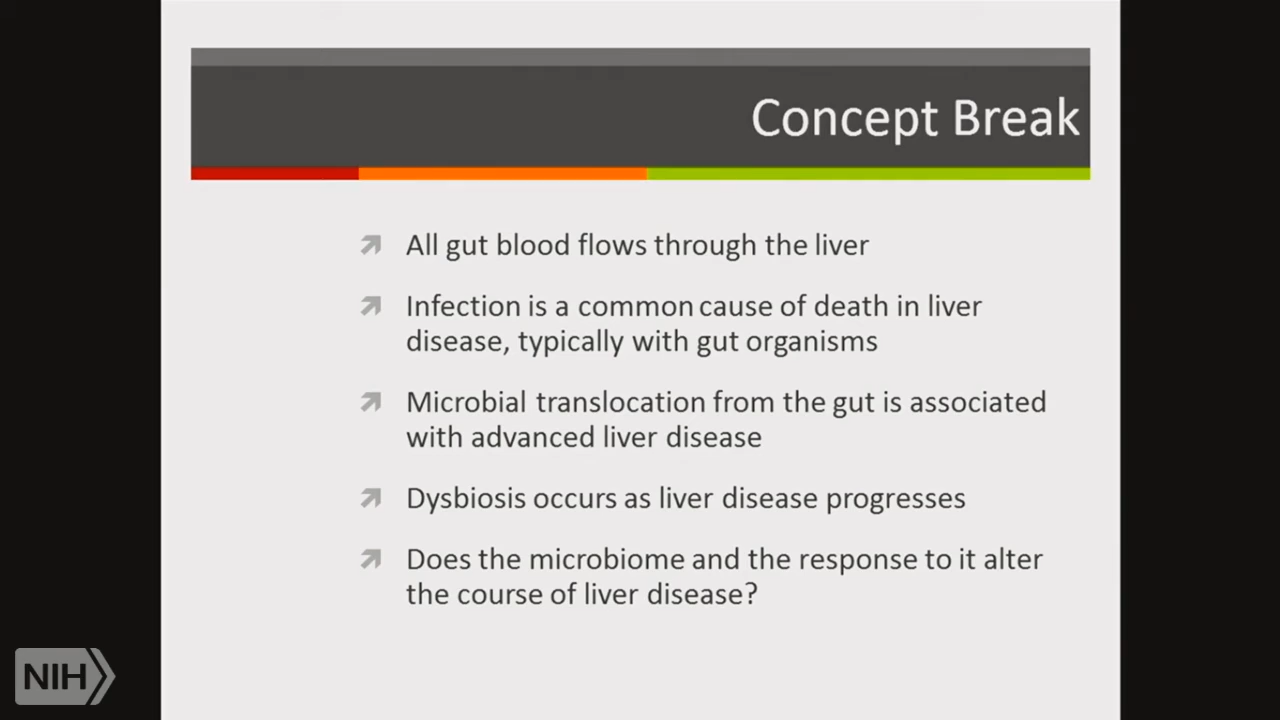 Concept Break
All gut blood flows through the liver
Infection is a common cause of death in liver
disease, typically with gut organisms
Microbial translocation from the gut is associated
with advanced liver disease
Dysbiosis occurs as liver disease progresses
Does the microbiome and the response to it alter
the course of liver disease?
NIH